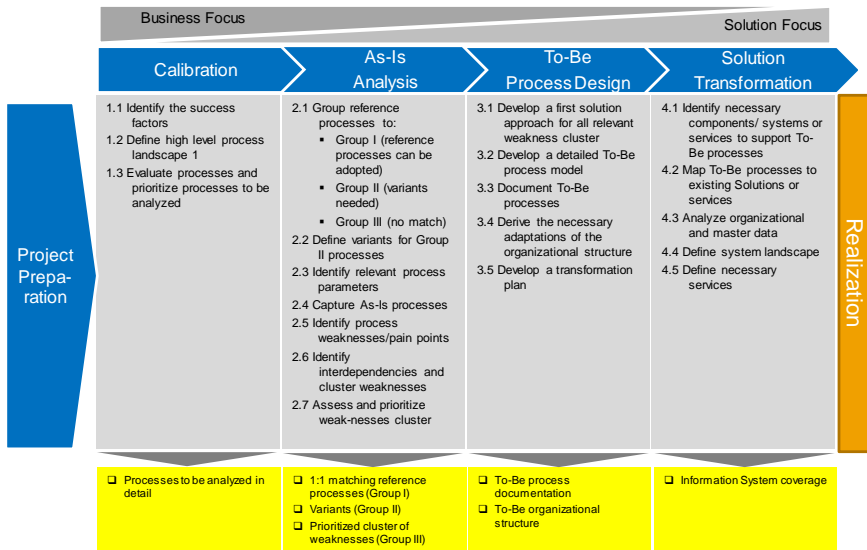 Business Focus
Solution Focus
Calibration
As-Is
Analysis
To-Be
Process Design
Solution
Transformation
Project
Prepa-
ration
1.1 Identify the success
factors
1.2 Define high level process
landscape 1
1.3 Evaluate processes and
prioritize processes to be
analyzed
2.1 Group reference
processes to:
▪ Group I (reference
processes can be
adopted)
▪ Group II (variants
needed)
▪ Group III (no match)
2.2 Define variants for Group
II processes
2.3 Identify relevant process
parameters
2.4 Capture As-Is processes
2.5 Identify process
weaknesses/pain points
2.6 Identify
interdependencies and
cluster weaknesses
2.7 Assess and prioritize
weak-nesses cluster
3.1 Develop a first solution
approach for all relevant
weakness cluster
3.2 Develop a detailed To-Be
process model
3.3 Document To-Be
processes
3.4 Derive the necessary
adaptations of the
organizational structure
3.5 Develop a transformation
plan
4.1 Identify necessary
components/ systems or
services to support To-
Be processes
4.2 Map To-Be processes to
existing Solutions or
services
4.3 Analyze organizational
and master data
4.4 Define system landscape
4.5 Define necessary
services
Realization
❑ Processes to be analyzed in
detail
❑ 1:1 matching reference
processes (Group I)
❑ Variants (Group II)
❑ Prioritized cluster of
weaknesses (Group III)
❑ To-Be process
documentation
❑ To-Be organizational
structure
❑ Information System coverage